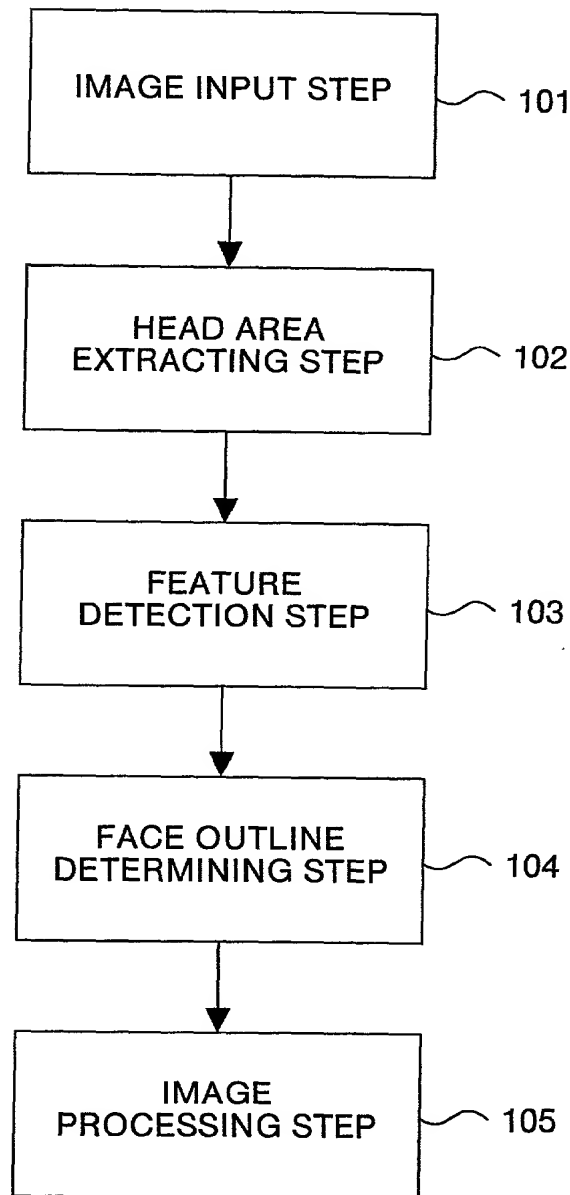 IMAGE INPUT STEP
101
HEAD AREA
EXTRACTING STEP
102
FEATURE
DETECTION STEP
103
FACE OUTLINE
DETERMINING STEP
104
IMAGE
PROCESSING STEP
105